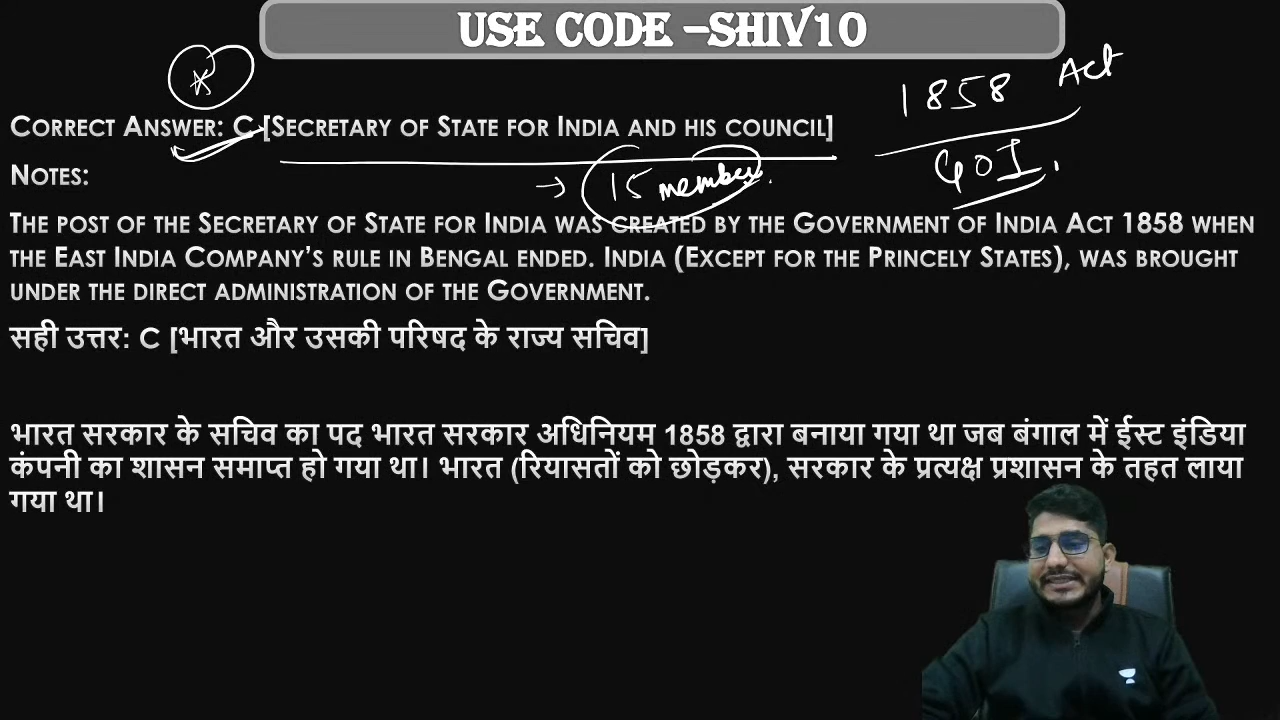 USE CODE –SHIV10
1858 Act
CORRECT ANSWER: C [SECRETARY OF STATE FOR INDIA AND HIS COUNCIL]
GOI.
NOTES:
→ 15 member.
THE POST OF THE SECRETARY OF STATE FOR INDIA WAS CREATED BY THE GOVERNMENT OF INDIA ACT 1858 WHEN
THE EAST INDIA COMPANY’S RULE IN BENGAL ENDED. INDIA (EXCEPT FOR THE PRINCELY STATES), WAS BROUGHT
UNDER THE DIRECT ADMINISTRATION OF THE GOVERNMENT.
सही उत्तर: C [भारत और उसकी परिषद के राज्य सचिव]
भारत सरकार के सचिव का पद भारत सरकार अधिनियम 1858 द्वारा बनाया गया था जब बंगाल में ईस्ट इंडिया
कंपनी का शासन समाप्त हो गया था। भारत (रियासतों को छोड़कर), सरकार के प्रत्यक्ष प्रशासन के तहत लाया
गया था।